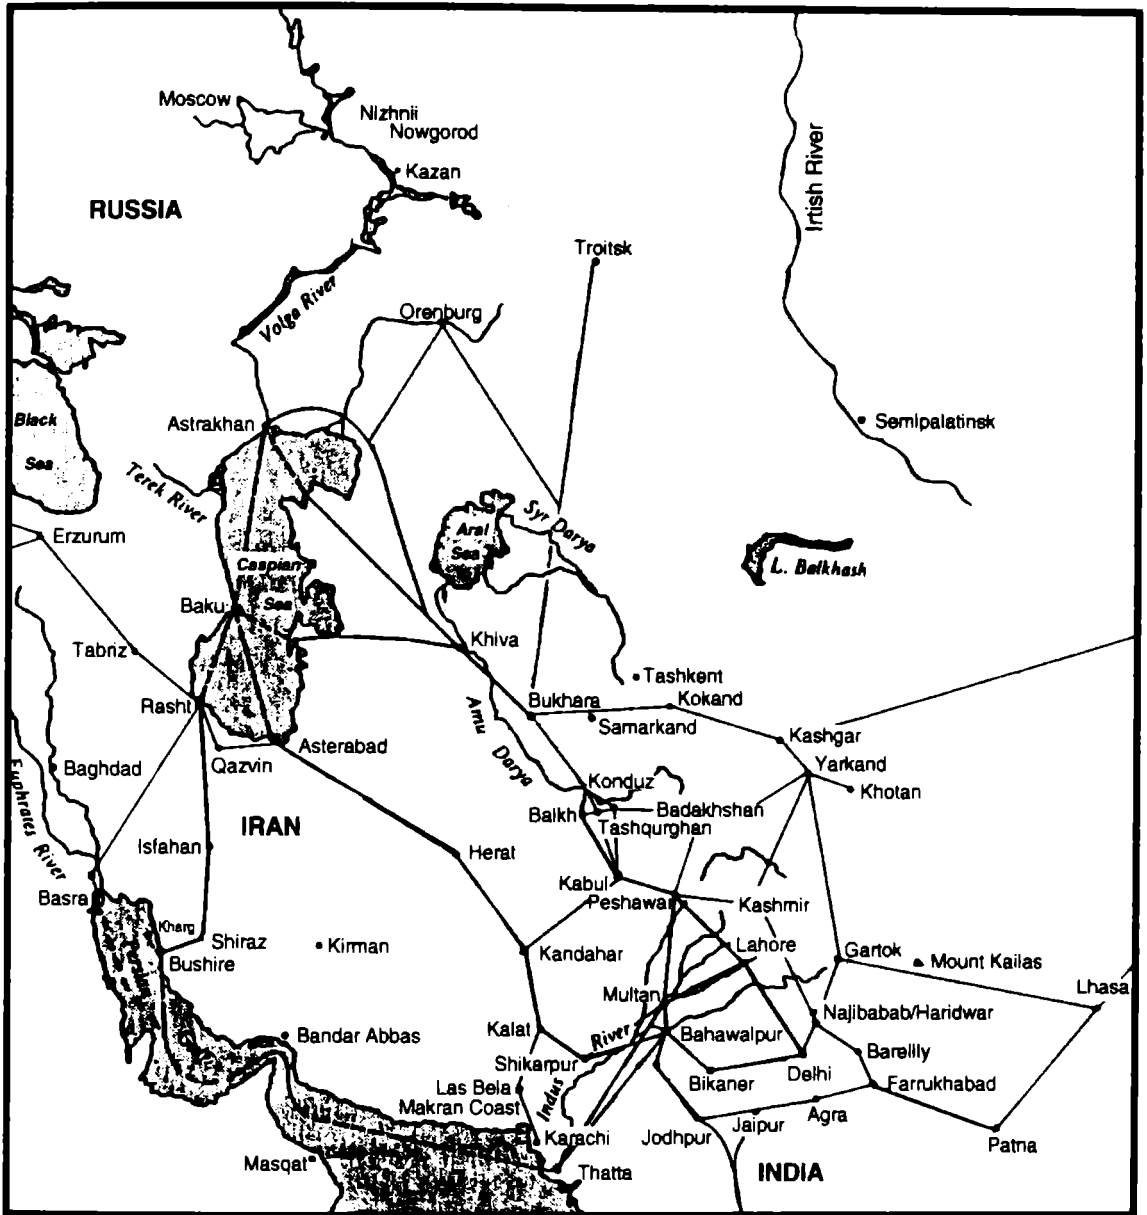 Moscow
Nizhnii
Nowgorod
Kazan
RUSSIA
Irtish River
Troitsk
Volga River
Orenburg
Astrakhan
Semipalatinsk
Black
Sea
Terek River
Syr Darya
Aral
Sea
Erzurum
Caspian
Sea
L. Balkhash
Baku
Khiva
Tabriz
Tashkent
Rasht
Bukhara
Kokand
Samarkand
Amu Darya
Kashgar
Asterabad
Qazvin
Yarkand
Baghdad
Konduz
Khotan
Euphrates River
Balkh
Badakhshan
Tashqurghan
IRAN
Isfahan
Herat
Kabul
Peshawar
Basra
Kashmir
Kharg
Shiraz
Kirman
Bushire
Kandahar
Lahore
Gartok
Mount Kailas
Lhasa
Multan
Najibabab/Haridwar
Bandar Abbas
Kalat
Indus River
Bahawalpur
Shikarpur
Bareilly
Bikaner
Delhi
Las Bela
Farrukhabad
Makran Coast
Agra
Jaipur
Karachi
Jodhpur
Patna
Masqat
Thatta
INDIA